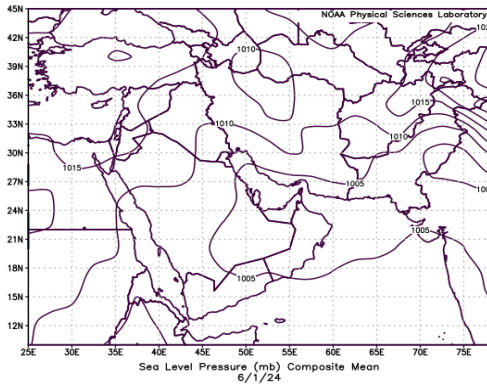 NOAA Physical Sciences Laboratory
45N
42N
39N
36N
33N
30N
27N
24N
21N
18N
15N
12N
1010
1015
1010
1010
1015
1005
1005
1005
25E 30E 35E 40E 45E 50E 55E 60E 65E 70E 75E
Sea Level Pressure (mb) Composite Mean
6/1/24